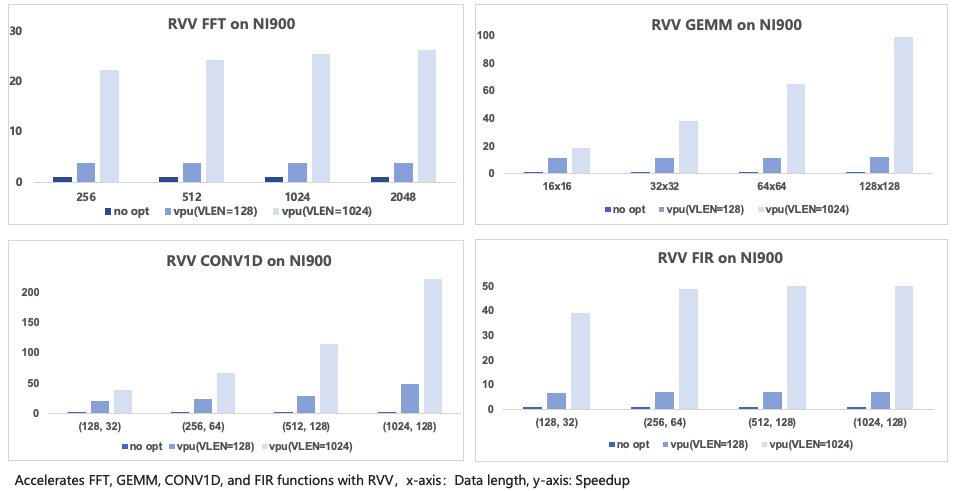 RVV FFT on NI900
30
20
10
0
256 512 1024 2048
no opt vpu(VLEN=128) vpu(VLEN=1024)
RVV GEMM on NI900
100
80
60
40
20
0
16x16 32x32 64x64 128x128
no opt vpu(VLEN=128) vpu(VLEN=1024)
RVV CONV1D on NI900
200
150
100
50
0
(128, 32) (256, 64) (512, 128) (1024, 128)
no opt vpu(VLEN=128) vpu(VLEN=1024)
RVV FIR on NI900
50
40
30
20
10
0
(128, 32) (256, 64) (512, 128) (1024, 128)
no opt vpu(VLEN=128) vpu(VLEN=1024)
Accelerates FFT, GEMM, CONV1D, and FIR functions with RVV，x-axis：Data length, y-axis: Speedup